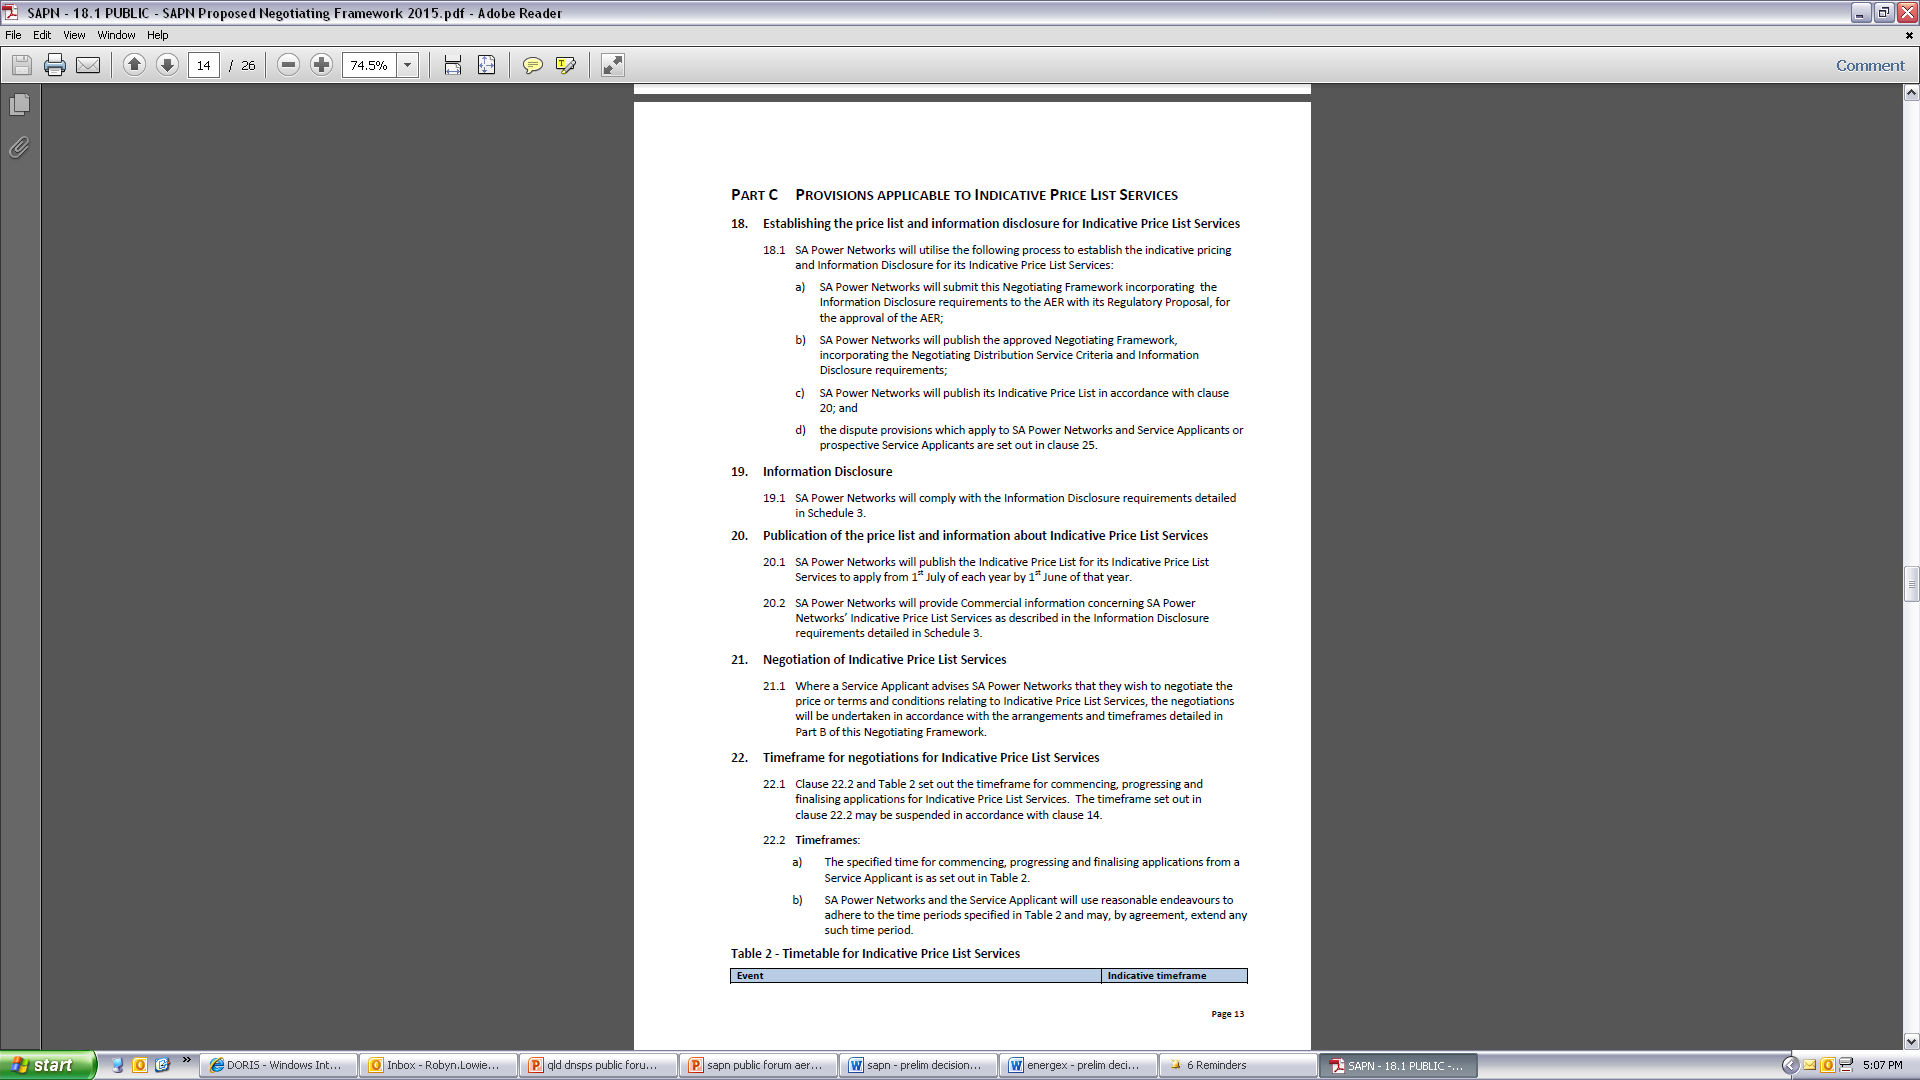 SAPN - 18.1 PUBLIC - SAPN Proposed Negotiating Framework 2015.pdf - Adobe Reader
File Edit View Window Help
14 / 26 74.5% Comment
PART C PROVISIONS APPLICABLE TO INDICATIVE PRICE LIST SERVICES
18. Establishing the price list and information disclosure for Indicative Price List Services
18.1 SA Power Networks will utilise the following process to establish the indicative pricing
and Information Disclosure for its Indicative Price List Services:
a) SA Power Networks will submit this Negotiating Framework incorporating the
Information Disclosure requirements to the AER with its Regulatory Proposal, for
the approval of the AER;
b) SA Power Networks will publish the approved Negotiating Framework,
incorporating the Negotiating Distribution Service Criteria and Information
Disclosure requirements;
c) SA Power Networks will publish its Indicative Price List in accordance with clause
20; and
d) the dispute provisions which apply to SA Power Networks and Service Applicants or
prospective Service Applicants are set out in clause 25.
19. Information Disclosure
19.1 SA Power Networks will comply with the Information Disclosure requirements detailed
in Schedule 3.
20. Publication of the price list and information about Indicative Price List Services
20.1 SA Power Networks will publish the Indicative Price List for its Indicative Price List
Services to apply from 1st July of each year by 1st June of that year.
20.2 SA Power Networks will provide Commercial information concerning SA Power
Networks' Indicative Price List Services as described in the Information Disclosure
requirements detailed in Schedule 3.
21. Negotiation of Indicative Price List Services
21.1 Where a Service Applicant advises SA Power Networks that they wish to negotiate the
price or terms and conditions relating to Indicative Price List Services, the negotiations
will be undertaken in accordance with the arrangements and timeframes detailed in
Part B of this Negotiating Framework.
22. Timeframe for negotiations for Indicative Price List Services
22.1 Clause 22.2 and Table 2 set out the timeframe for commencing, progressing and
finalising applications for Indicative Price List Services. The timeframe set out in
clause 22.2 may be suspended in accordance with clause 14.
22.2 Timeframes:
a) The specified time for commencing, progressing and finalising applications from a
Service Applicant is as set out in Table 2.
b) SA Power Networks and the Service Applicant will use reasonable endeavours to
adhere to the time periods specified in Table 2 and may, by agreement, extend any
such time period.
Table 2 - Timetable for Indicative Price List Services
Event Indicative timeframe
Page 13
start DORIS - Windows Int... Inbox - Robyn.Lowie... qld dnsps public foru... sapn public forum aer... sapn - prelim decision... energex - prelim deci... 6 Reminders SAPN - 18.1 PUBLIC -... 5:07 PM